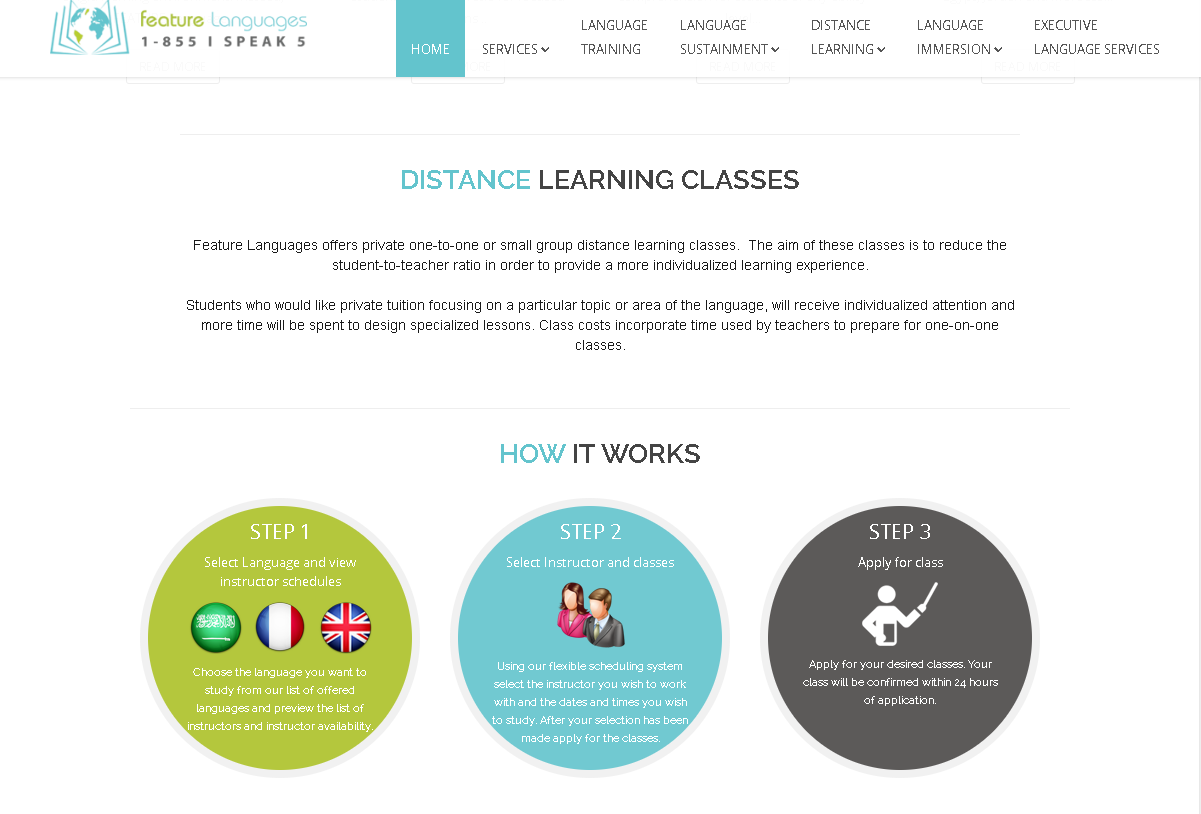 feature Languages
1-855 I SPEAK 5
HOME
SERVICES
LANGUAGE
TRAINING
LANGUAGE
SUSTAINMENT
DISTANCE
LEARNING
LANGUAGE
IMMERSION
EXECUTIVE
LANGUAGE SERVICES
READ MORE
READ MORE
READ MORE
DISTANCE LEARNING CLASSES
Feature Languages offers private one-to-one or small group distance learning classes.  The aim of these classes is to reduce the
student-to-teacher ratio in order to provide a more individualized learning experience.
Students who would like private tuition focusing on a particular topic or area of the language, will receive individualized attention and
more time will be spent to design specialized lessons. Class costs incorporate time used by teachers to prepare for one-on-one
classes.
HOW IT WORKS
STEP 1
Select Language and view
instructor schedules
Choose the language you want to
study from our list of offered
languages and preview the list of
instructors and instructor availability.
STEP 2
Select Instructor and classes
Using our flexible scheduling system
select the instructor you wish to work
with and the dates and times you wish
to study. After your selection has been
made apply for the classes.
STEP 3
Apply for class
Apply for your desired classes. Your
class will be confirmed within 24 hours
of application.